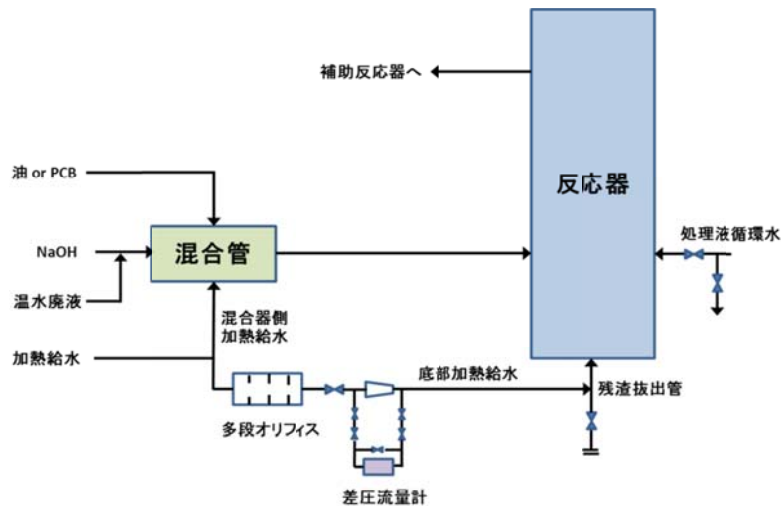 補助反応器へ
油 or PCB
反応器
NaOH
混合管
処理液循環水
温水廃液
混合器側
加熱給水
加熱給水
底部加熱給水
残渣抜出管
多段オリフィス
差圧流量計